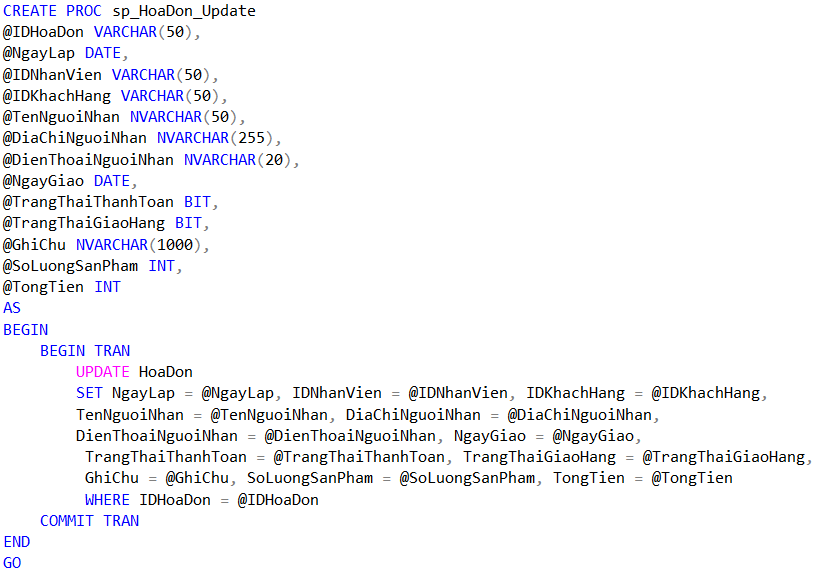 CREATE PROC sp_HoaDon_Update
@IDHoaDon VARCHAR(50),
@NgayLap DATE,
@IDNhanVien VARCHAR(50),
@IDKhachHang VARCHAR(50),
@TenNguoiNhan NVARCHAR(50),
@DiaChiNguoiNhan NVARCHAR(255),
@DienThoaiNguoiNhan NVARCHAR(20),
@NgayGiao DATE,
@TrangThaiThanhToan BIT,
@TrangThaiGiaoHang BIT,
@GhiChu NVARCHAR(1000),
@SoLuongSanPham INT,
@TongTien INT
AS
BEGIN
    BEGIN TRAN
        UPDATE HoaDon
        SET NgayLap = @NgayLap, IDNhanVien = @IDNhanVien, IDKhachHang = @IDKhachHang,
        TenNguoiNhan = @TenNguoiNhan, DiaChiNguoiNhan = @DiaChiNguoiNhan,
        DienThoaiNguoiNhan = @DienThoaiNguoiNhan, NgayGiao = @NgayGiao,
         TrangThaiThanhToan = @TrangThaiThanhToan, TrangThaiGiaoHang = @TrangThaiGiaoHang,
         GhiChu = @GhiChu, SoLuongSanPham = @SoLuongSanPham, TongTien = @TongTien
         WHERE IDHoaDon = @IDHoaDon
    COMMIT TRAN
END
GO